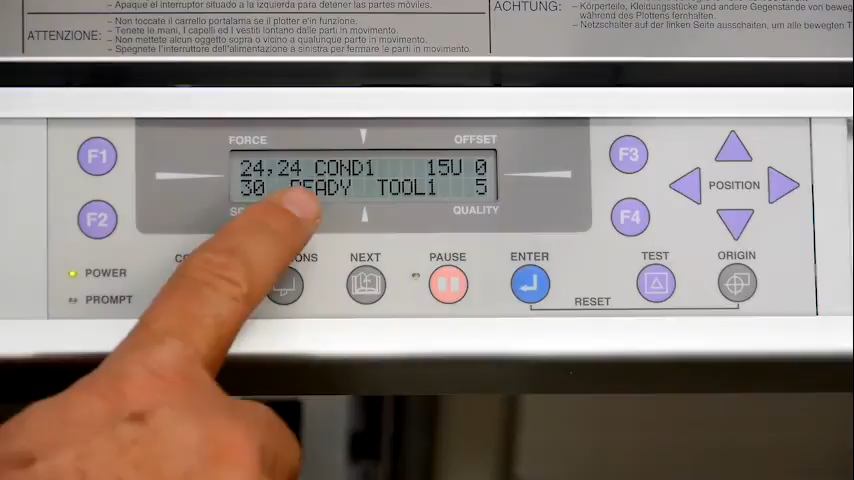 – Apaque el interruptor situado a la izquierda para detener las partes móviles.
ATTENZIONE:
– Non toccate il carrello portalama se il plotter e'in funzione.
– Tenete le mani, I capelli ed I vestiti lontano dalle parti in movimento.
– Non mettete alcun oggetto sopra o vicino a qualunque parte in movimento.
– Spegnete l'interruttore dell'alimentazione a sinistra per fermare le parti in movimento.
ACHTUNG:
– Körperteile, Kleidungsstücke und andere Gegenstände von beweg
während des Plottens fernhalten.
– Netzschalter auf der linken Seite ausschalten, um alle bewegten T
FORCE
OFFSET
24,24 COND1 15U 0
30 READY TOOL1 5
QUALITY
F1
F2
F3
F4
POSITION
POWER
PROMPT
NEXT
PAUSE
ENTER
TEST
ORIGIN
RESET